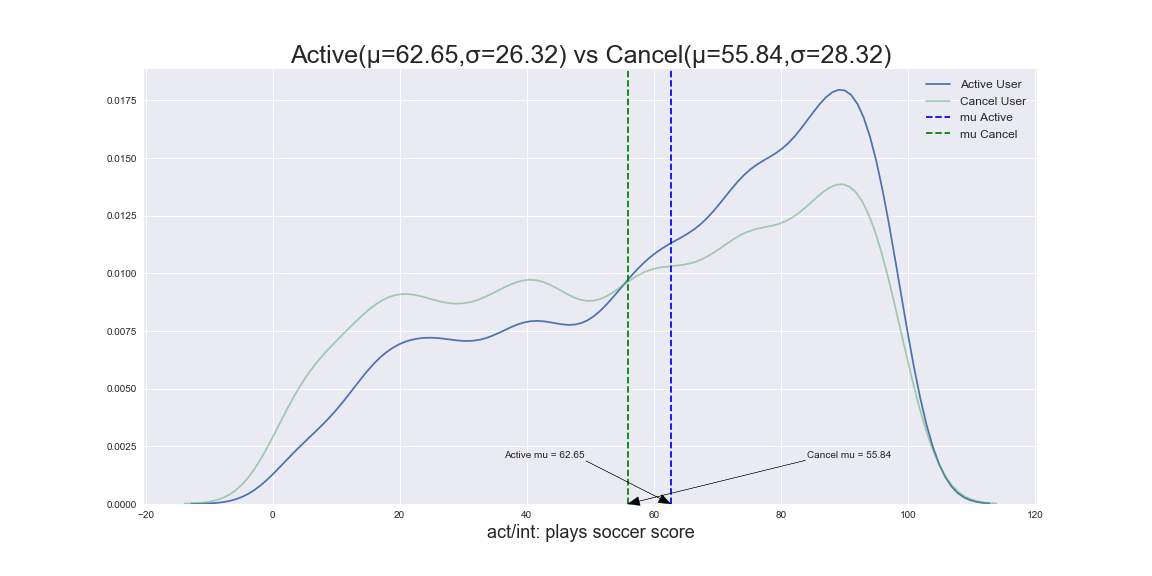 Active(μ=62.65,σ=26.32) vs Cancel(μ=55.84,σ=28.32)
Active User
Cancel User
mu Active
mu Cancel
0.0175
0.0150
0.0125
0.0100
0.0075
0.0050
0.0025
0.0000
Active mu = 62.65
Cancel mu = 55.84
−20
0
20
40
60
80
100
120
act/int: plays soccer score